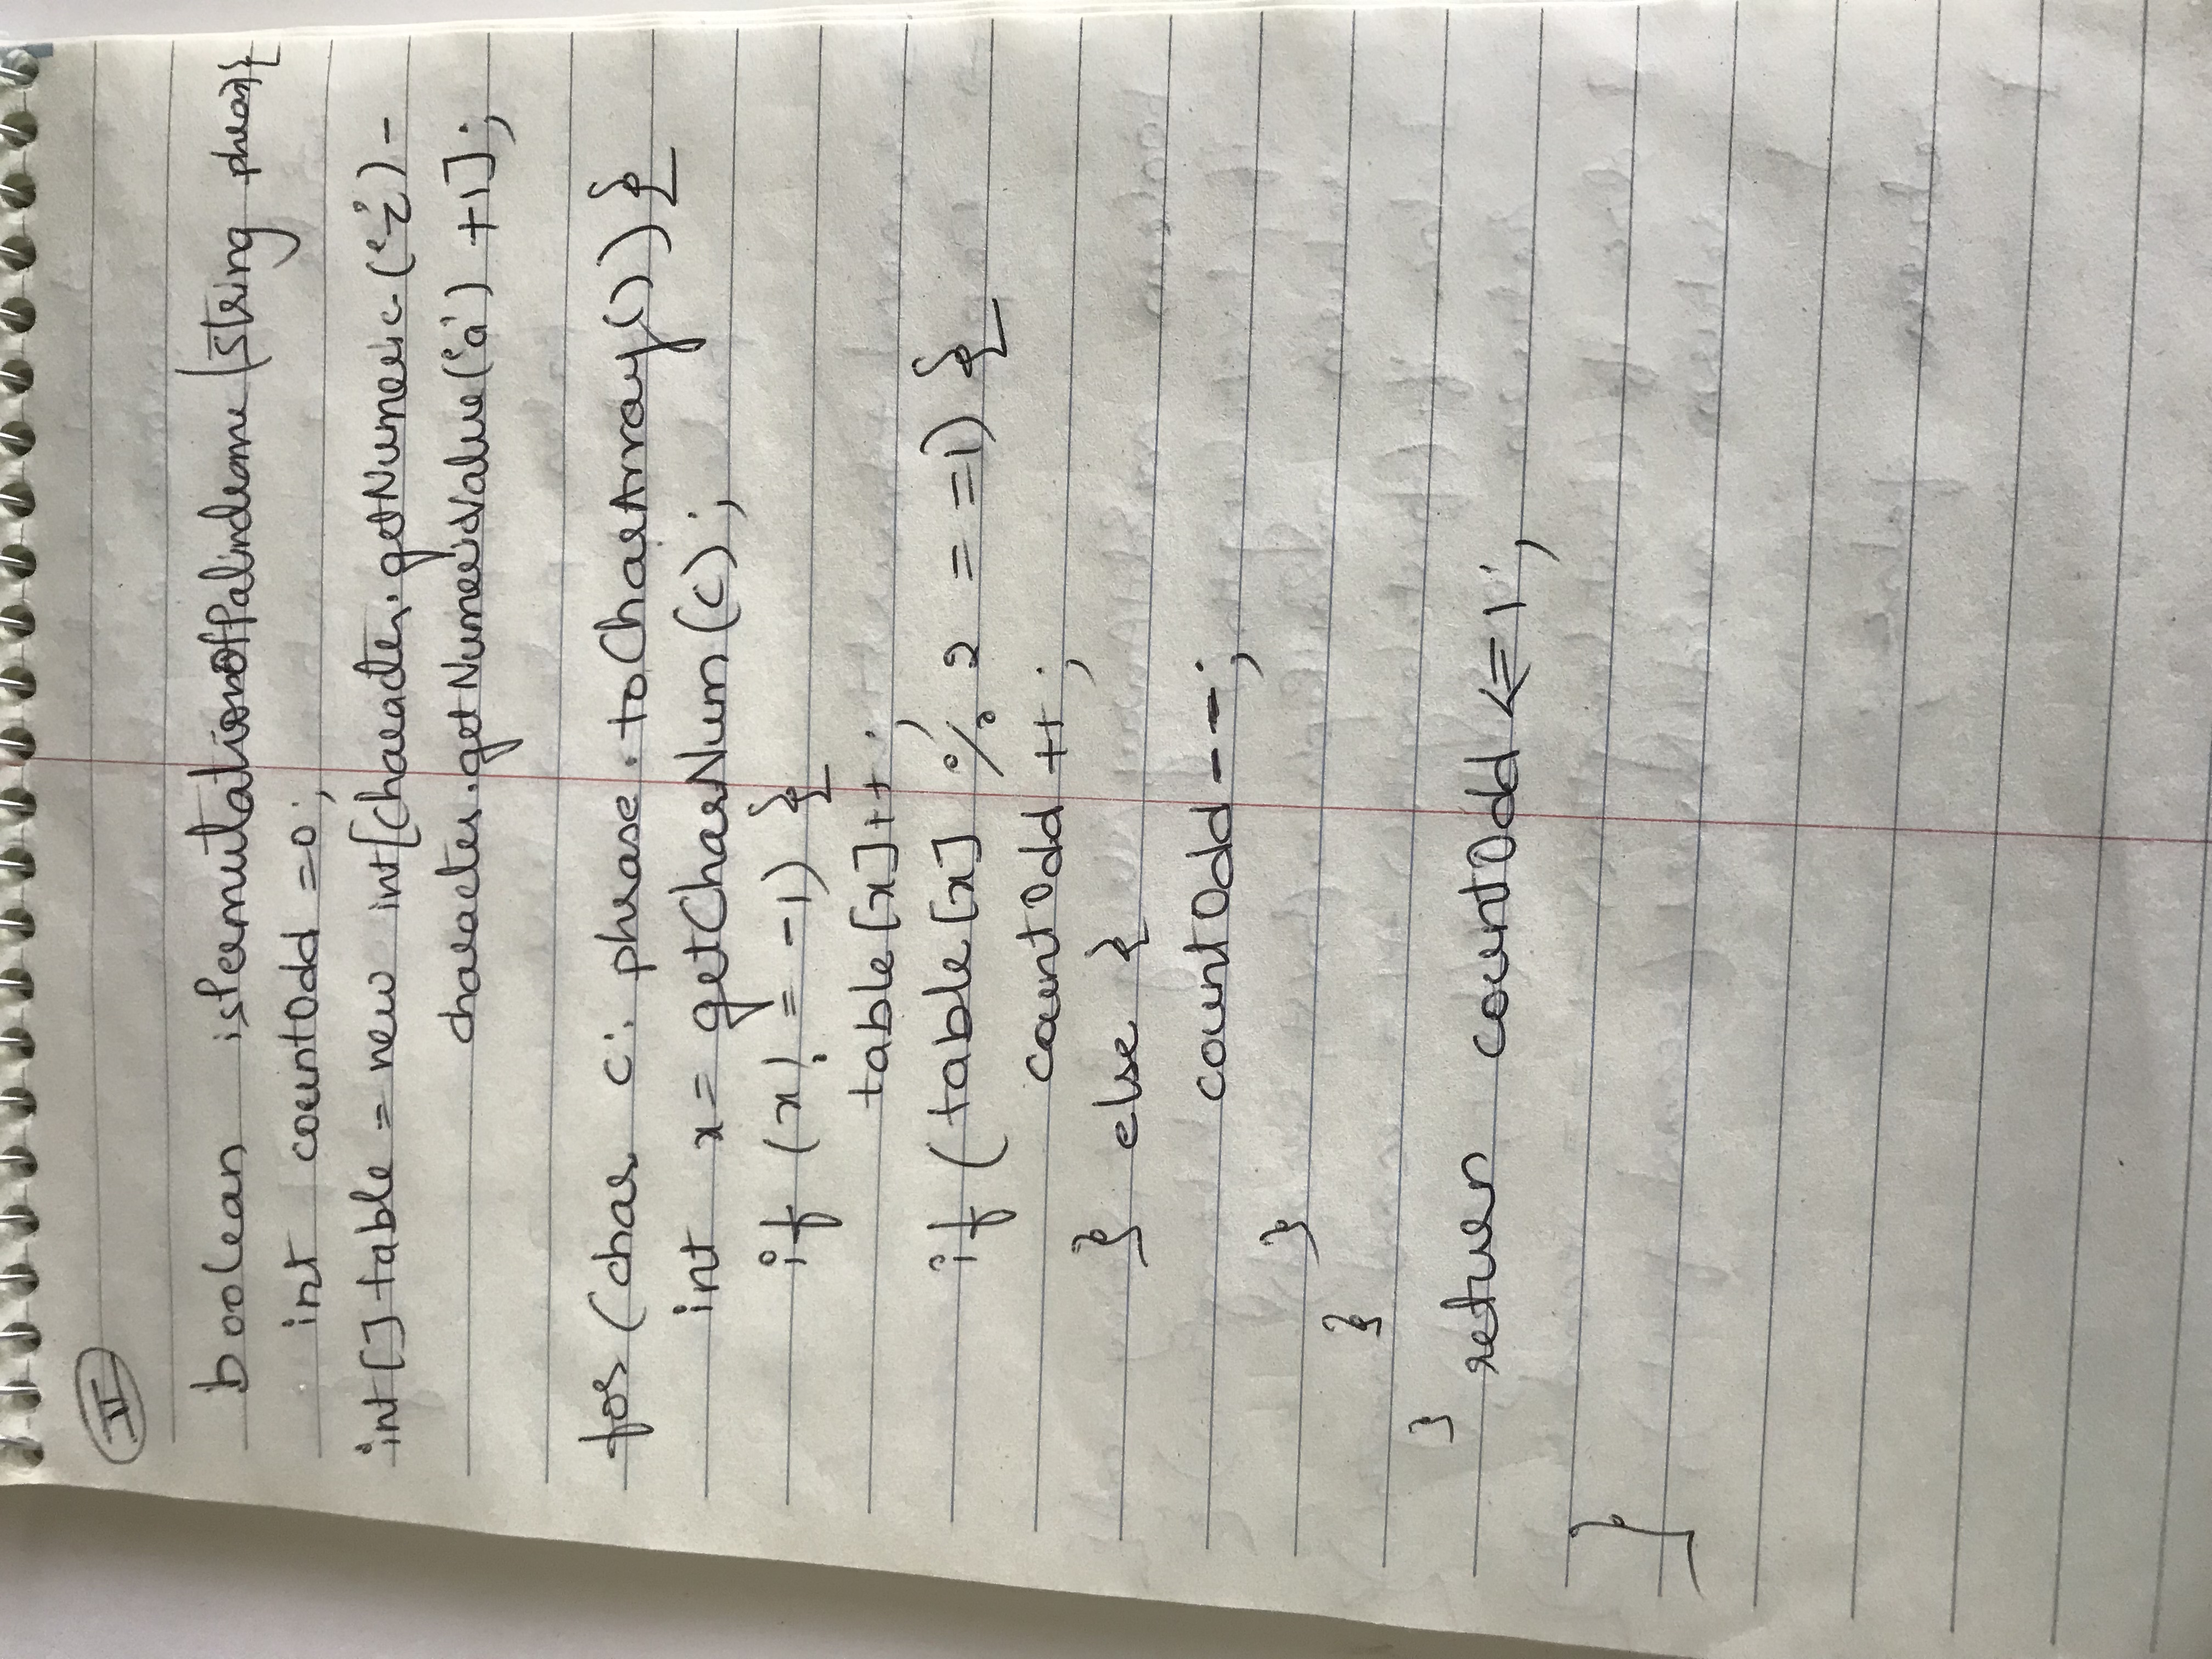 II
boolean isPermutationOfPalindrome (String phrase){
int countOdd =0;
int[] table = new int[Character.getNumeric('z') -
character.getNumericValue('a') +1];
for (char c: phrase.toCharArray()) {
int x= getCharNum(c);
if (x! = -1) {
table[x]++;
if (table[x] % 2 = =1) {
countOdd ++;
} else {
countOdd--;
}
}
}
return countOdd <=1;
}